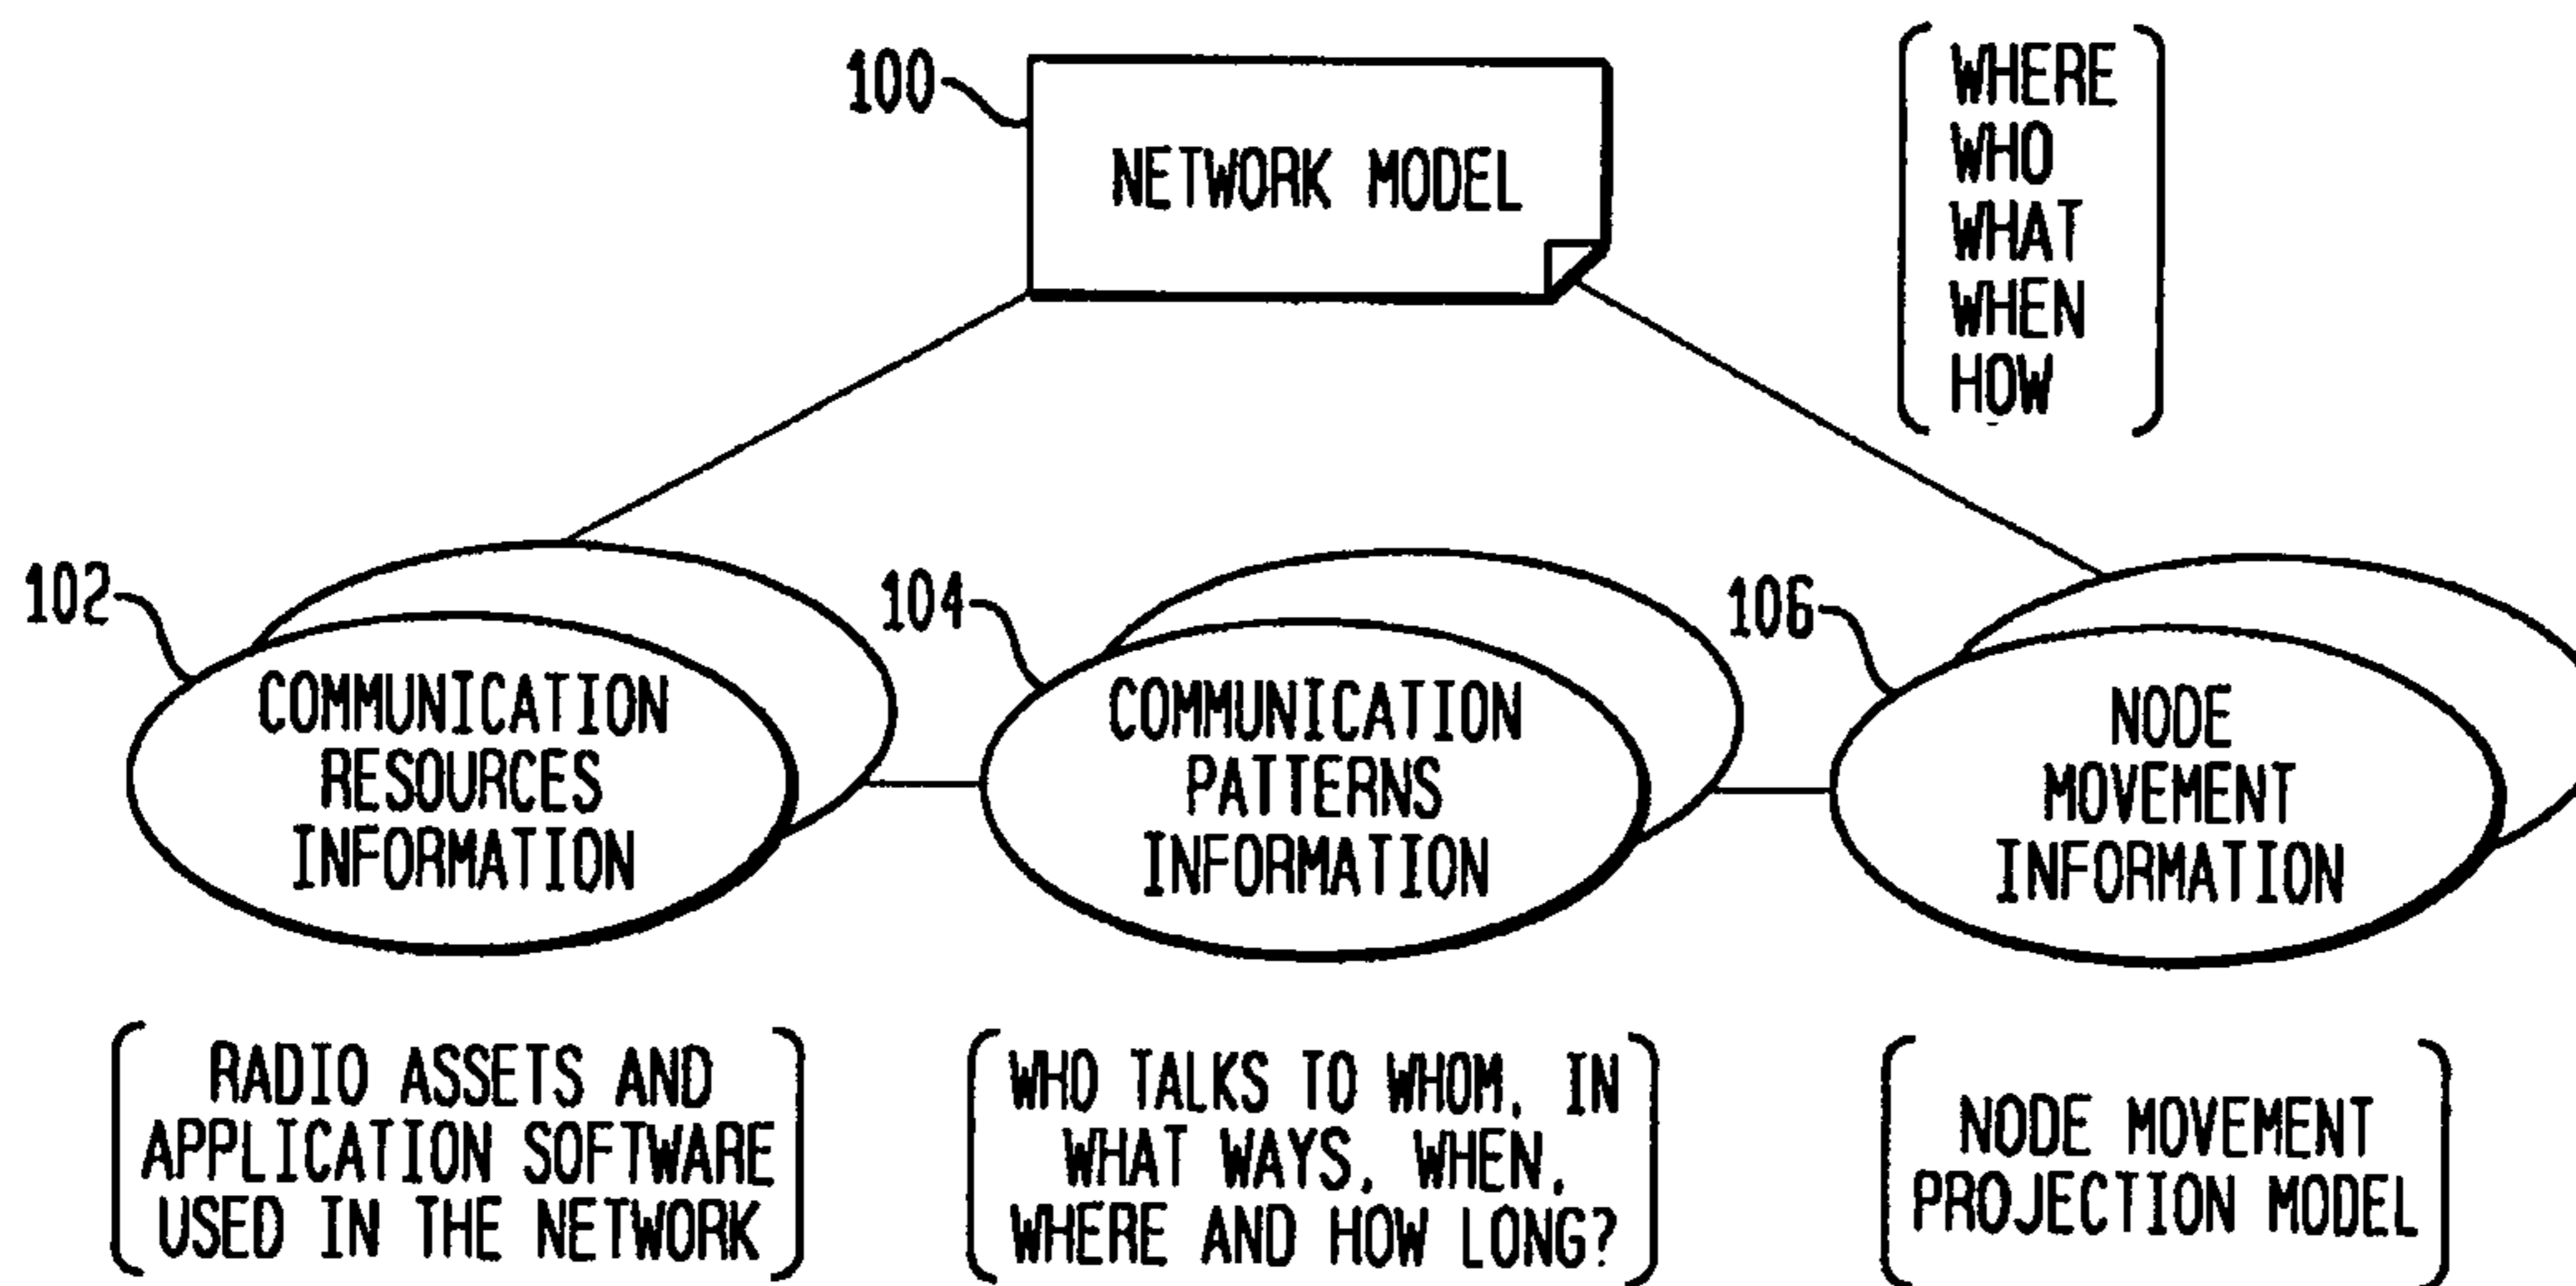 100
NETWORK MODEL
WHERE
WHO
WHAT
WHEN
HOW
102
COMMUNICATION
RESOURCES
INFORMATION
104
COMMUNICATION
PATTERNS
INFORMATION
106
NODE
MOVEMENT
INFORMATION
RADIO ASSETS AND
APPLICATION SOFTWARE
USED IN THE NETWORK
WHO TALKS TO WHOM, IN
WHAT WAYS, WHEN,
WHERE AND HOW LONG?
NODE MOVEMENT
PROJECTION MODEL